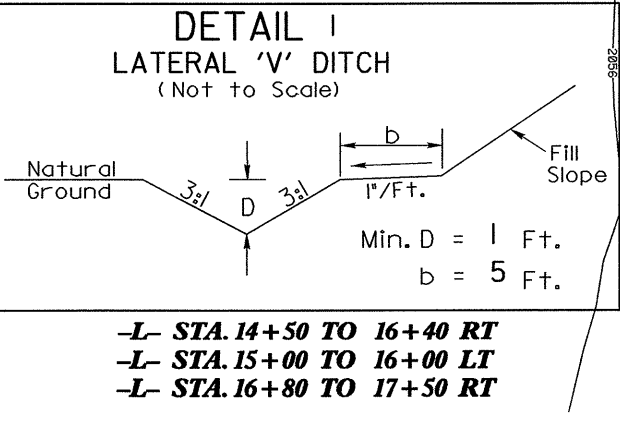 DETAIL 1
LATERAL 'V' DITCH
(Not to Scale)
2056
b
Natural
Ground
3:1
D
3:1
1"/Ft.
Fill
Slope
Min. D = 1 Ft.
b = 5 Ft.
-L- STA. 14+50 TO 16+40 RT
-L- STA. 15+00 TO 16+00 LT
-L- STA. 16+80 TO 17+50 RT